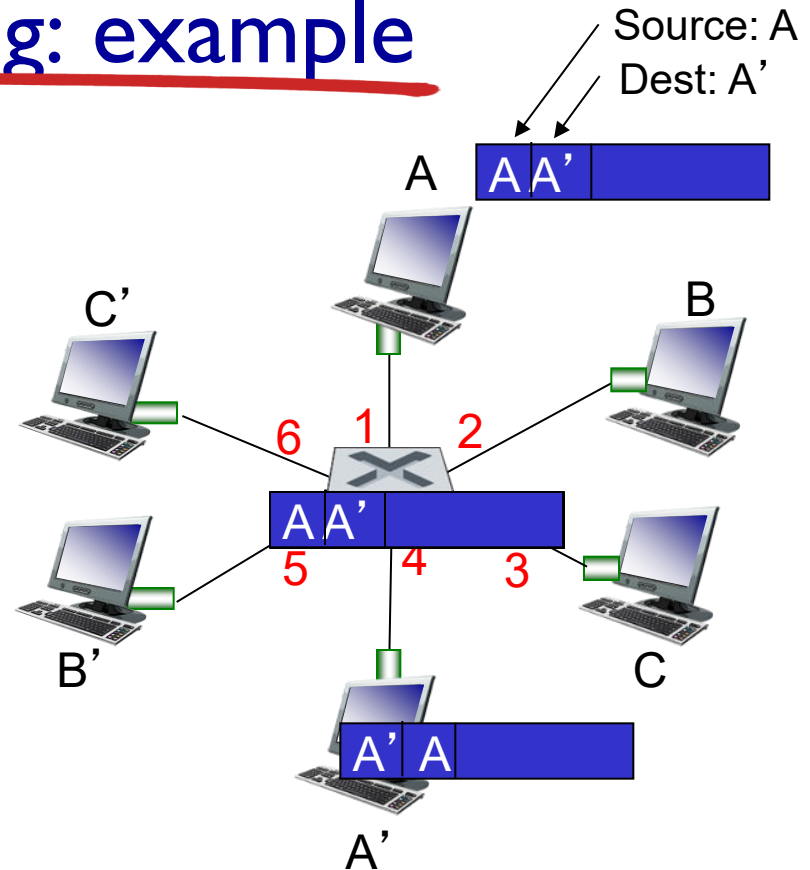 g: example
Source: A
Dest: A’
A
A A’
C’
B
6 1 2
A A’
5 4 3
B’
C
A’ A
A’